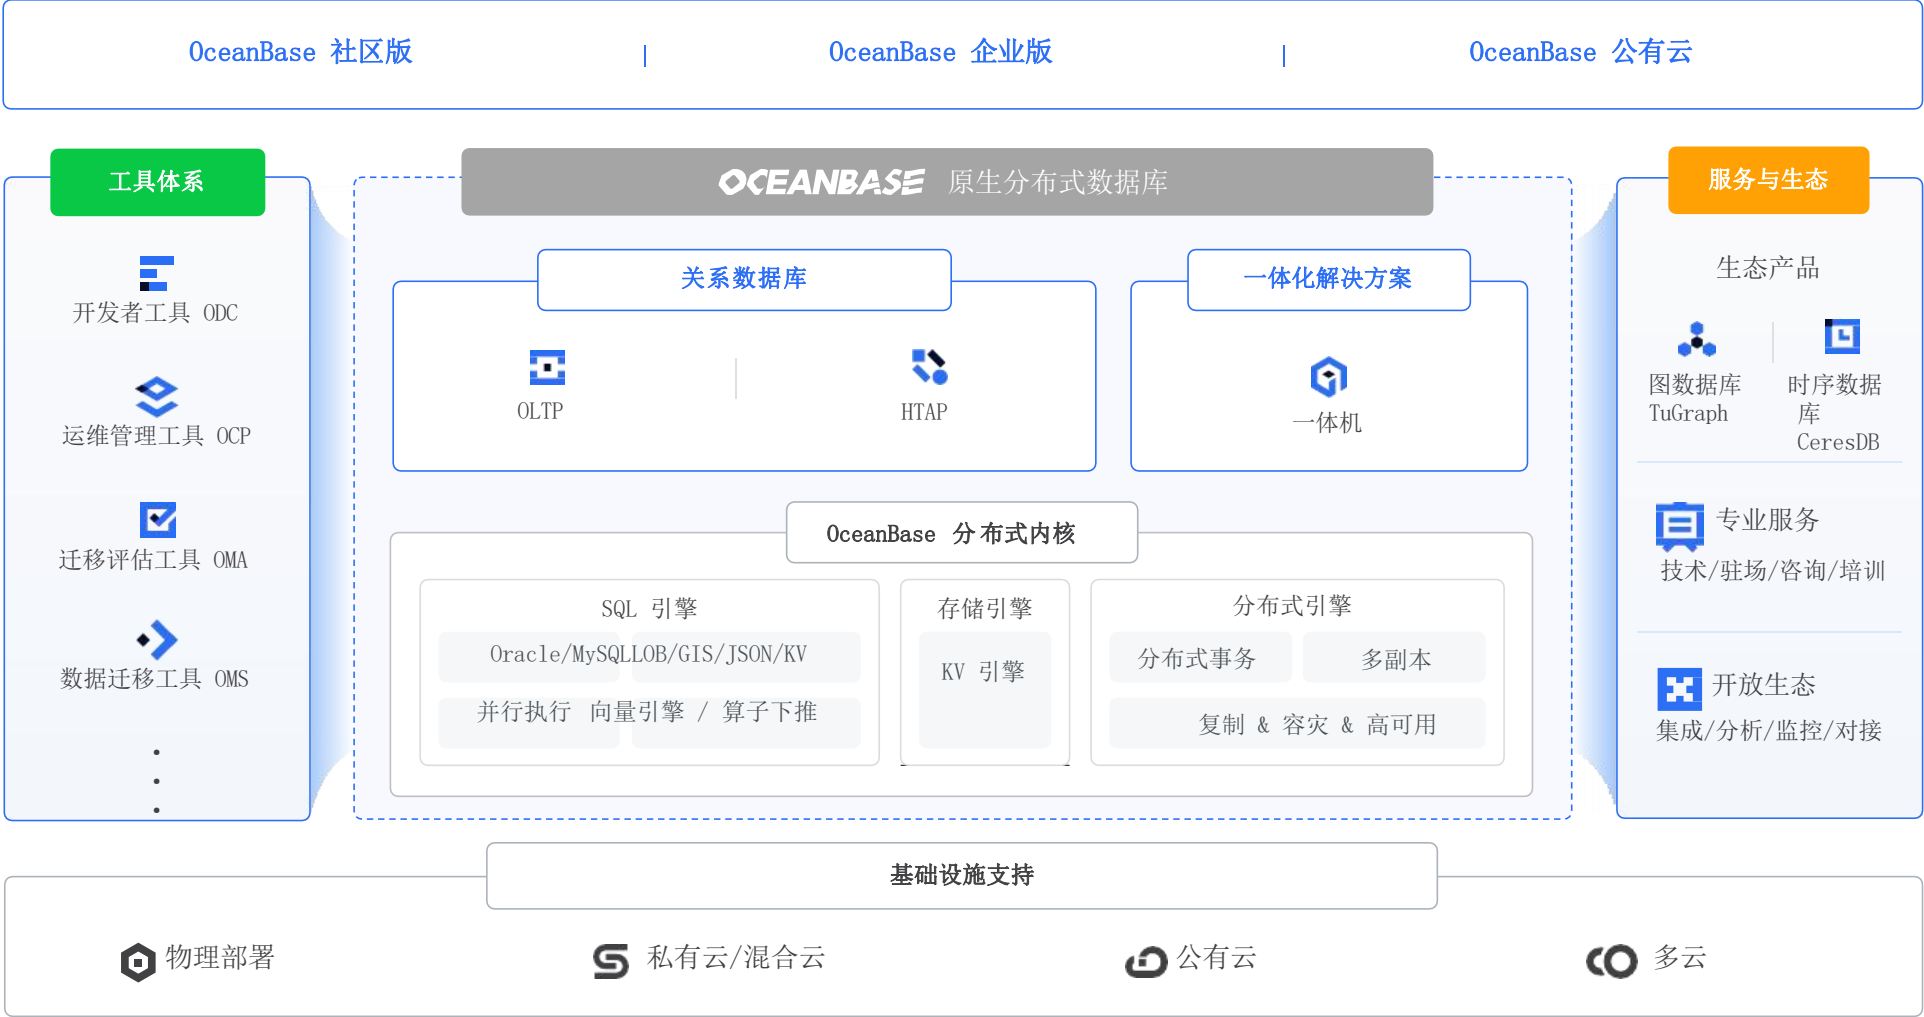 OceanBase 社区版
OceanBase 企业版
OceanBase 公有云
工具体系
开发者工具 ODC
运维管理工具 OCP
迁移评估工具 OMA
数据迁移工具 OMS
OCEANBASE 原生分布式数据库
关系数据库
OLTP
HTAP
一体化解决方案
一体机
OceanBase 分布式内核
SQL 引擎
Oracle/MySQL
LOB/GIS/JSON/KV
并行执行
向量引擎 / 算子下推
存储引擎
KV 引擎
分布式引擎
分布式事务
多副本
复制 & 容灾 & 高可用
服务与生态
生态产品
图数据库
TuGraph
时序数据
库
CeresDB
专业服务
技术/驻场/咨询/培训
开放生态
集成/分析/监控/对接
基础设施支持
物理部署
私有云/混合云
公有云
多云